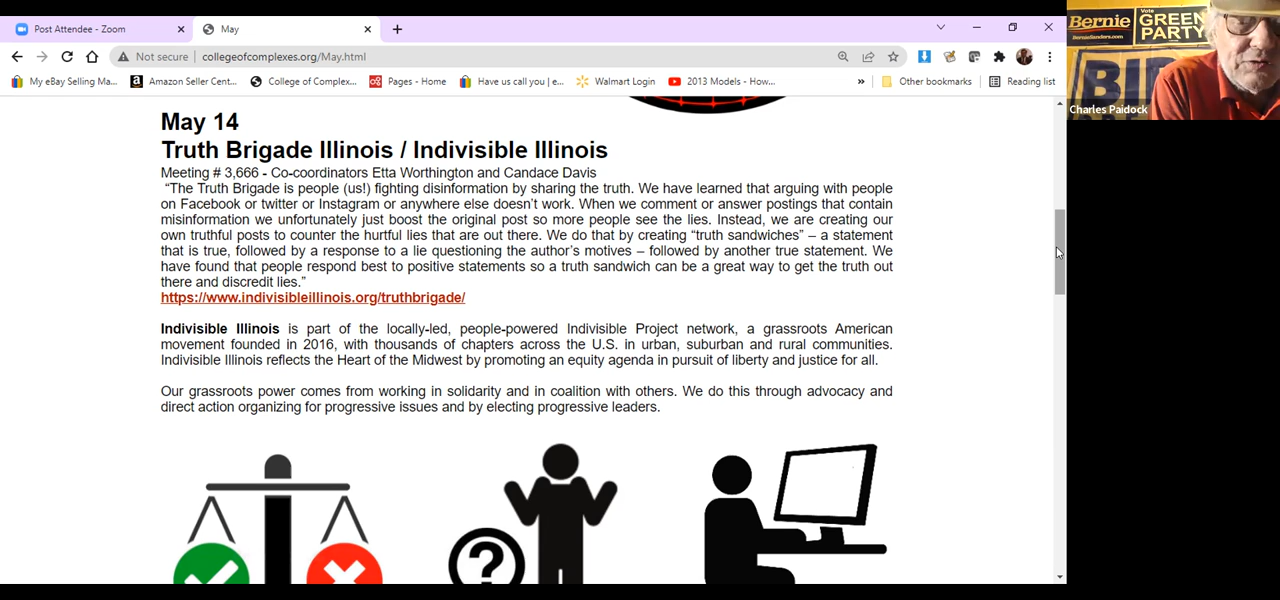 Post Attendee - Zoom
May
Not secure | collegeofcomplexes.org/May.html
My eBay Selling Ma...
Amazon Seller Cent...
College of Complex...
Pages - Home
Have us call you | e...
Walmart Login
2013 Models - How...
»
Other bookmarks
Reading list
May 14
Truth Brigade Illinois / Indivisible Illinois
Meeting # 3,666 - Co-coordinators Etta Worthington and Candace Davis
“The Truth Brigade is people (us!) fighting disinformation by sharing the truth. We have learned that arguing with people
on Facebook or twitter or Instagram or anywhere else doesn’t work. When we comment or answer postings that contain
misinformation we unfortunately just boost the original post so more people see the lies. Instead, we are creating our
own truthful posts to counter the hurtful lies that are out there. We do that by creating “truth sandwiches” – a statement
that is true, followed by a response to a lie questioning the author’s motives – followed by another true statement. We
have found that people respond best to positive statements so a truth sandwich can be a great way to get the truth out
there and discredit lies.”
https://www.indivisibleillinois.org/truthbrigade/
Indivisible Illinois is part of the locally-led, people-powered Indivisible Project network, a grassroots American
movement founded in 2016, with thousands of chapters across the U.S. in urban, suburban and rural communities.
Indivisible Illinois reflects the Heart of the Midwest by promoting an equity agenda in pursuit of liberty and justice for all.
Our grassroots power comes from working in solidarity and in coalition with others. We do this through advocacy and
direct action organizing for progressive issues and by electing progressive leaders.
?
Bernie
Berniesanders.com
Vote
GREEN
PARTY
Charles Paidock